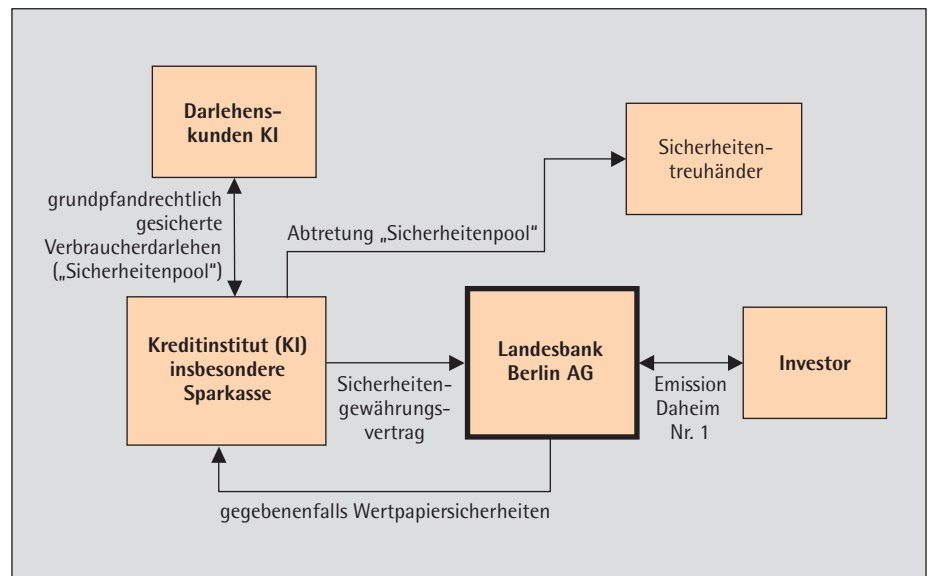 Darlehens-
kunden KI
Sicherheiten-
treuhänder
grundpfandrechtlich
gesicherte
Verbraucherdarlehen
(„Sicherheitenpool“)
Abtretung „Sicherheitenpool“
Kreditinstitut (KI)
insbesondere
Sparkasse
Sicherheiten-
gewährungs-
vertrag
Landesbank
Berlin AG
Emission
Daheim
Nr. 1
Investor
gegebenenfalls Wertpapiersicherheiten